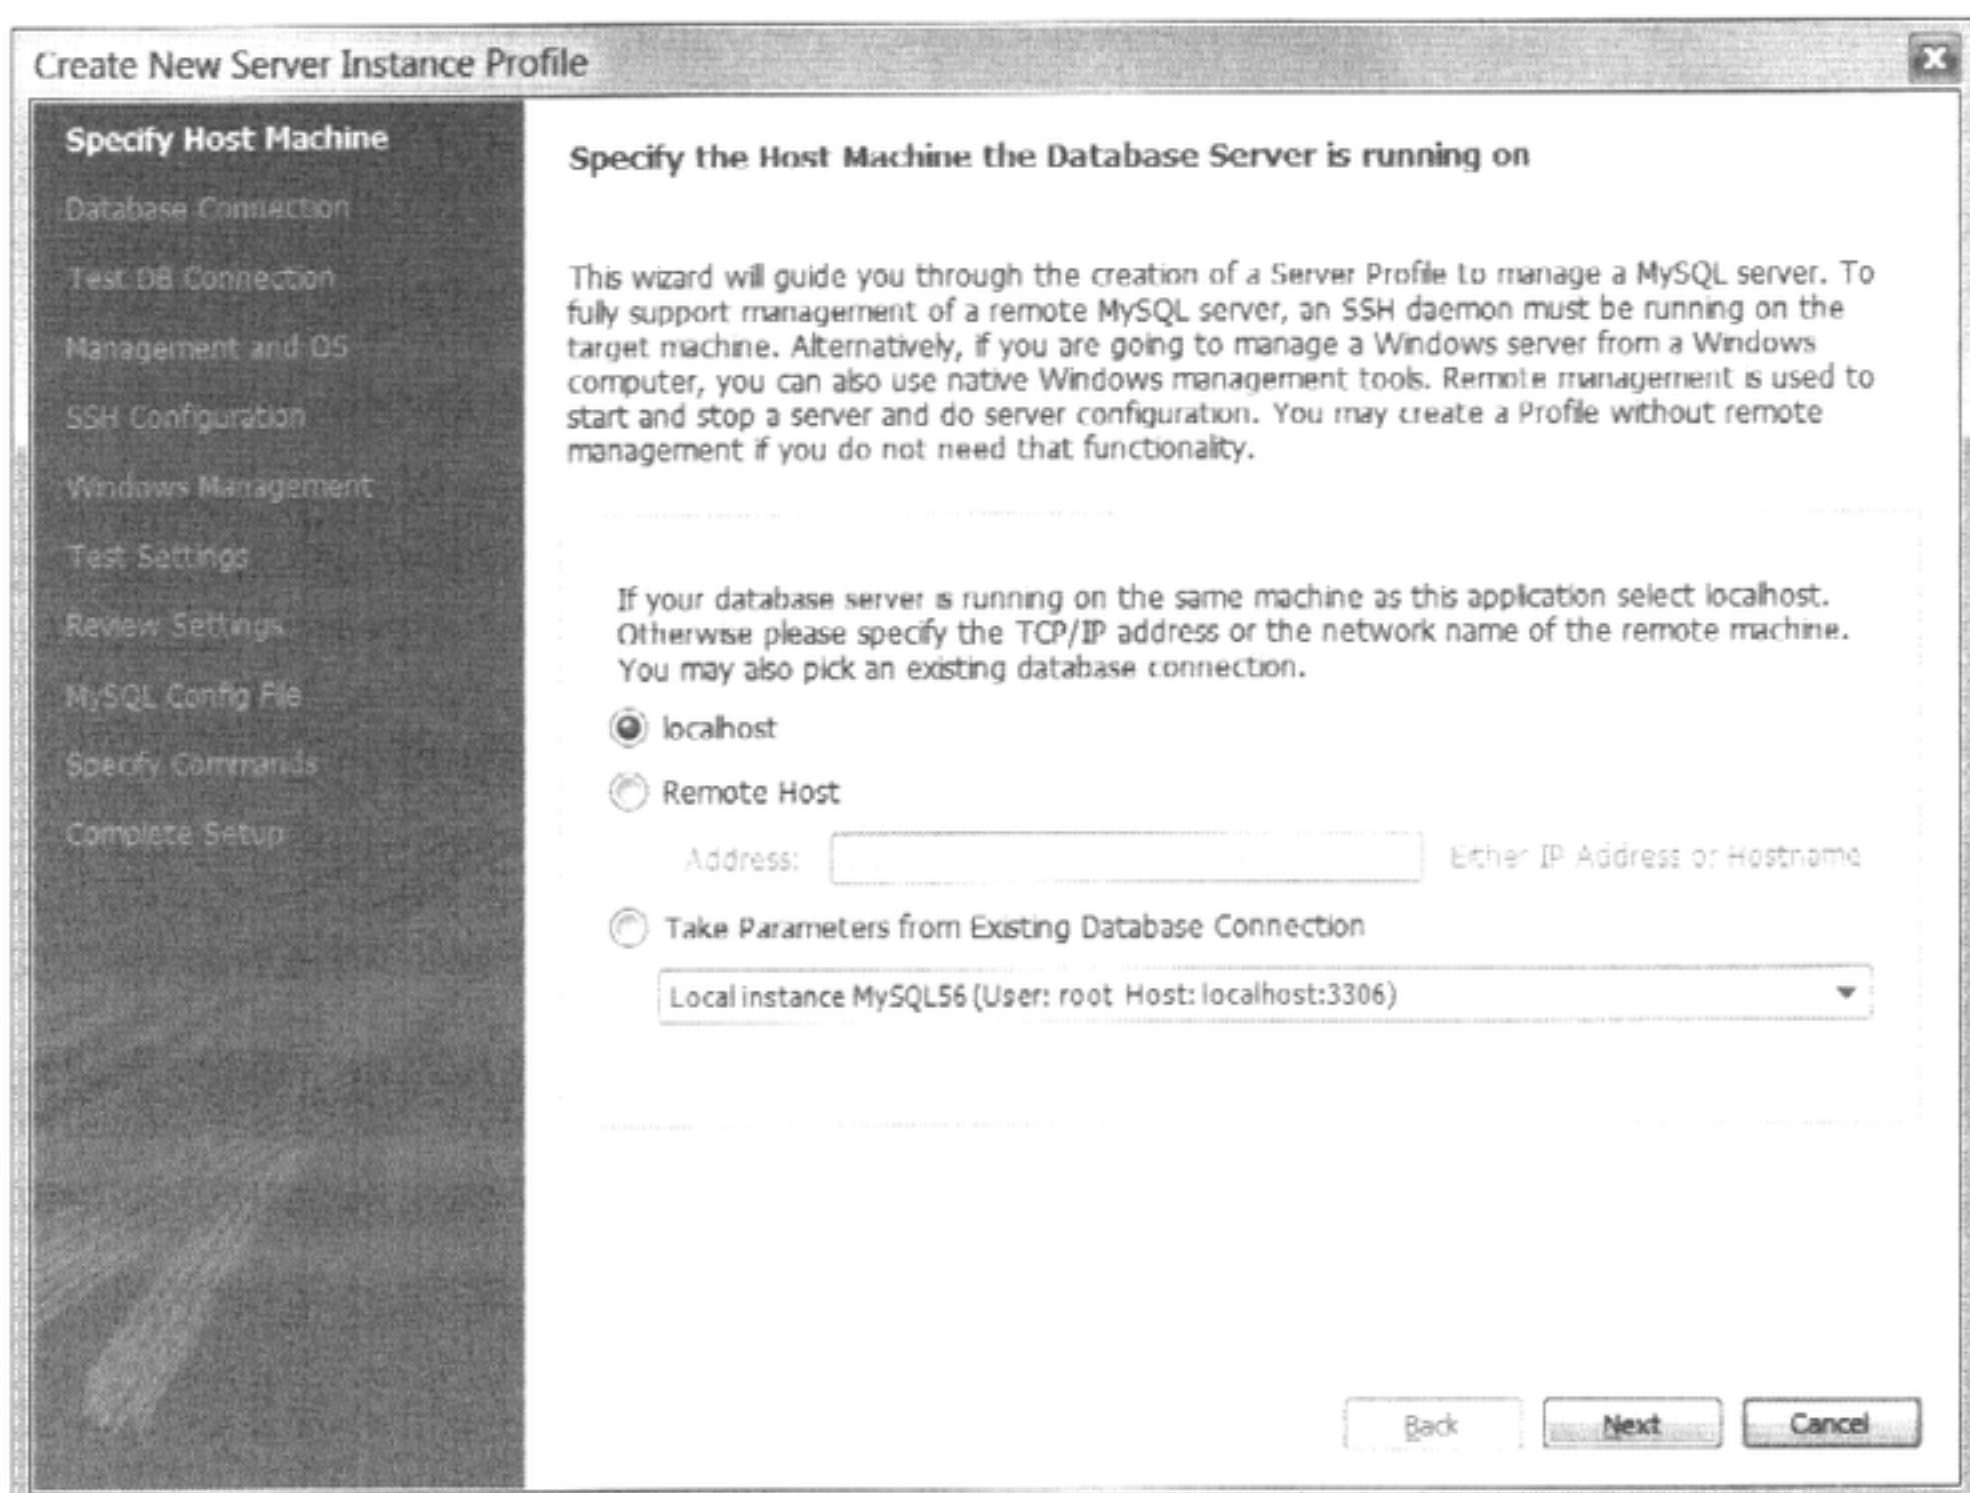 Create New Server Instance Profile
Specify Host Machine
Database Connection
Test DB Connection
Management and OS
SSH Configuration
Windows Management
Test Settings
Review Settings
MySQL Config File
Specify Commands
Complete Setup
Specify the Host Machine the Database Server is running on
This wizard will guide you through the creation of a Server Profile to manage a MySQL server. To
fully support management of a remote MySQL server, an SSH daemon must be running on the
target machine. Alternatively, if you are going to manage a Windows server from a Windows
computer, you can also use native Windows management tools. Remote management is used to
start and stop a server and do server configuration. You may create a Profile without remote
management if you do not need that functionality.
If your database server is running on the same machine as this application select localhost.
Otherwise please specify the TCP/IP address or the network name of the remote machine.
You may also pick an existing database connection.
localhost
Remote Host
Address:
Either IP Address or Hostname
Take Parameters from Existing Database Connection
Local instance MySQL56 (User: root Host: localhost:3306)
Back
Next
Cancel